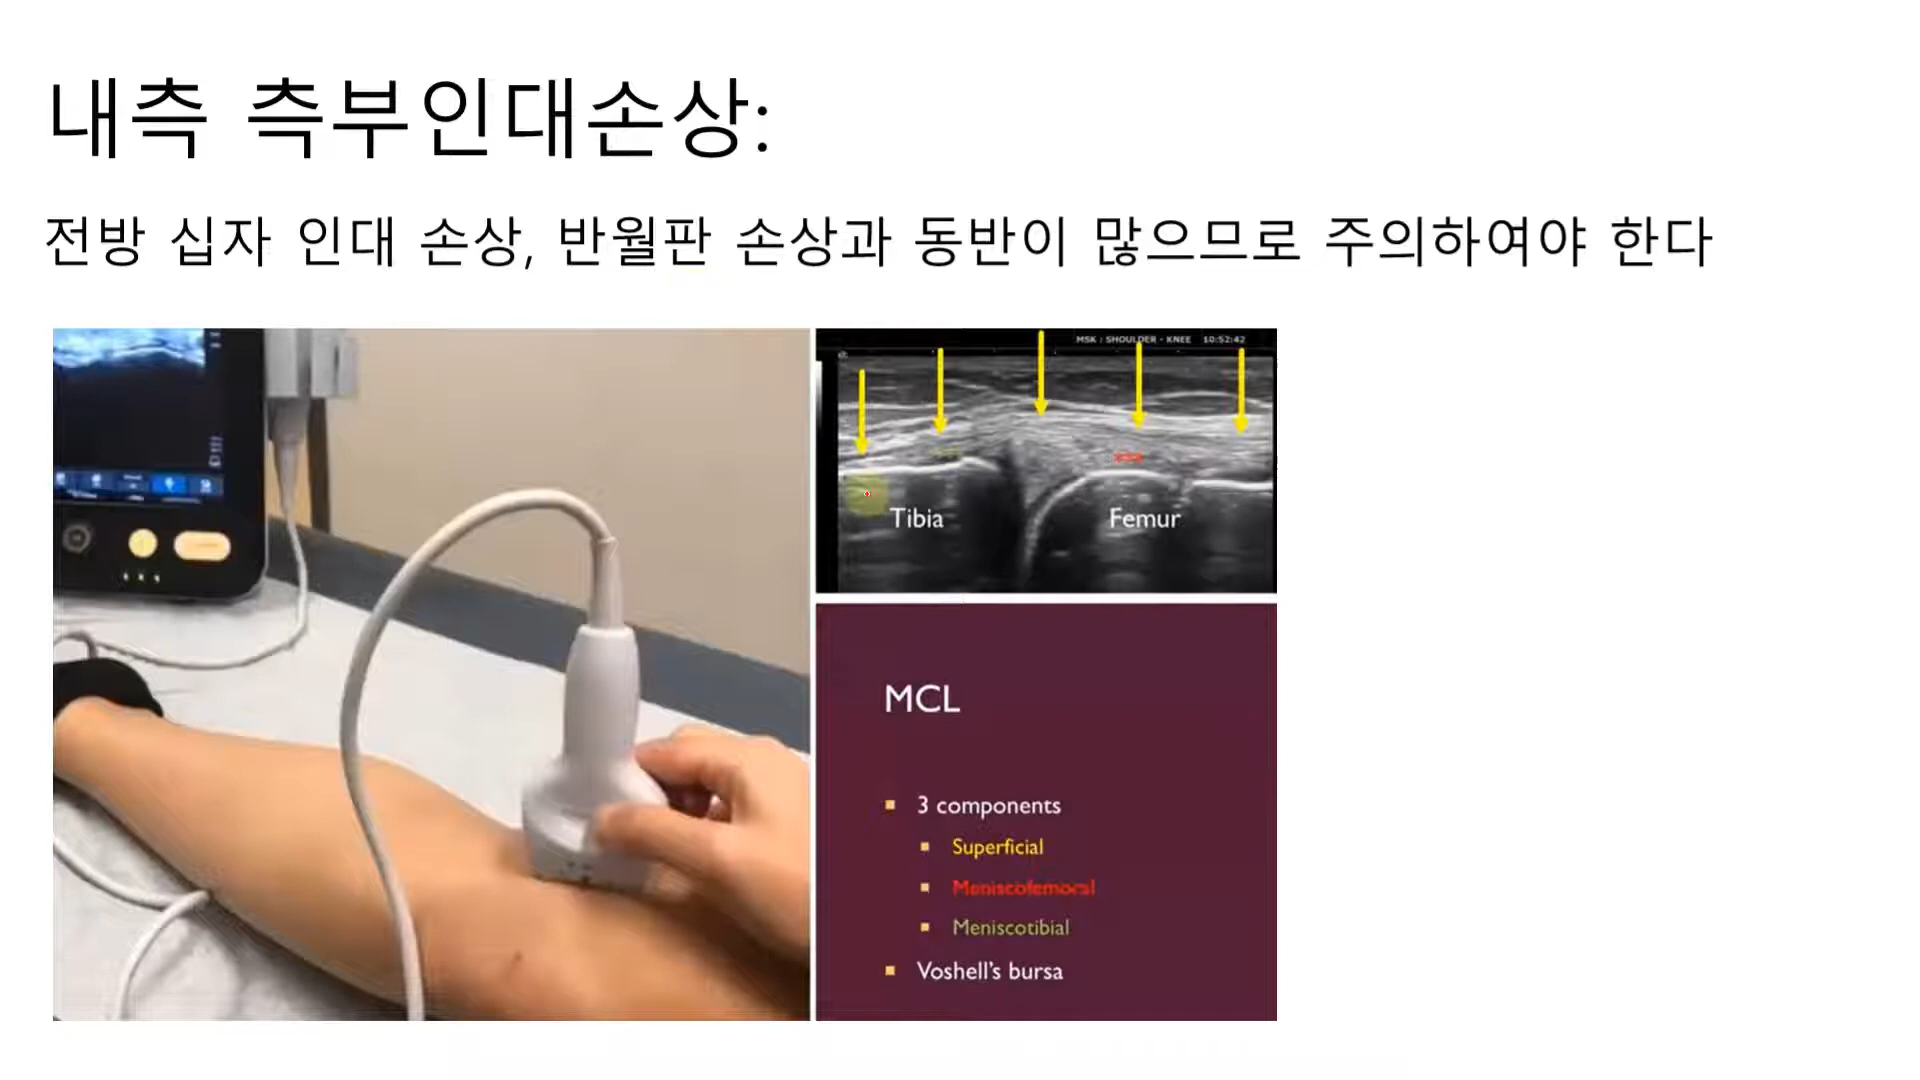 내측 측부인대손상:
전방 십자 인대 손상, 반월판 손상과 동반이 많으므로 주의하여야 한다
MSK : SHOULDER - KNEE 10:52:42
Tibia
Femur
MCL
3 components
Superficial
Meniscofemoral
Meniscotibial
Voshell's bursa